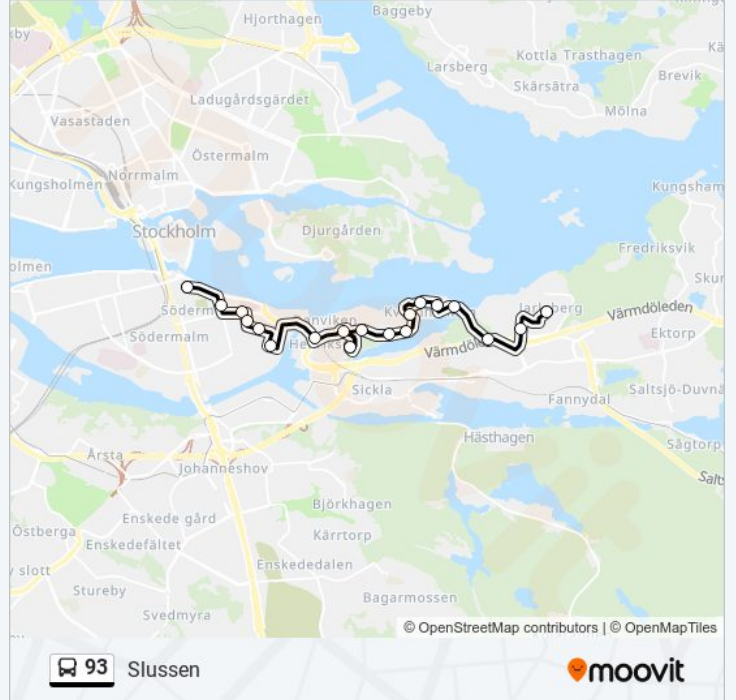 Baggeby
Hjorthagen
Kottla Trasthagen
Larsberg
Brevik
Skärsätra
Ladugårdsgärdet
Mölna
Vasastaden
Östermalm
Norrmalm
Kungsholmen
Kungsham
Stockholm
Djurgården
Fredriksvik
Värmdöleden
Södermalm
Värmdöle
Ektorp
Sickla
Saltsjö-Duvnä
Fannydal
Hästhagen
Sågtorp
Årsta
Johanneshov
Björkhagen
Enskede gård
Östberga
Kärrtorp
Enskedefältet
Enskededalen
Stureby
Bagarmossen
Svedmyra
© OpenStreetMap contributors | © OpenMapTiles
93 Slussen
moovit